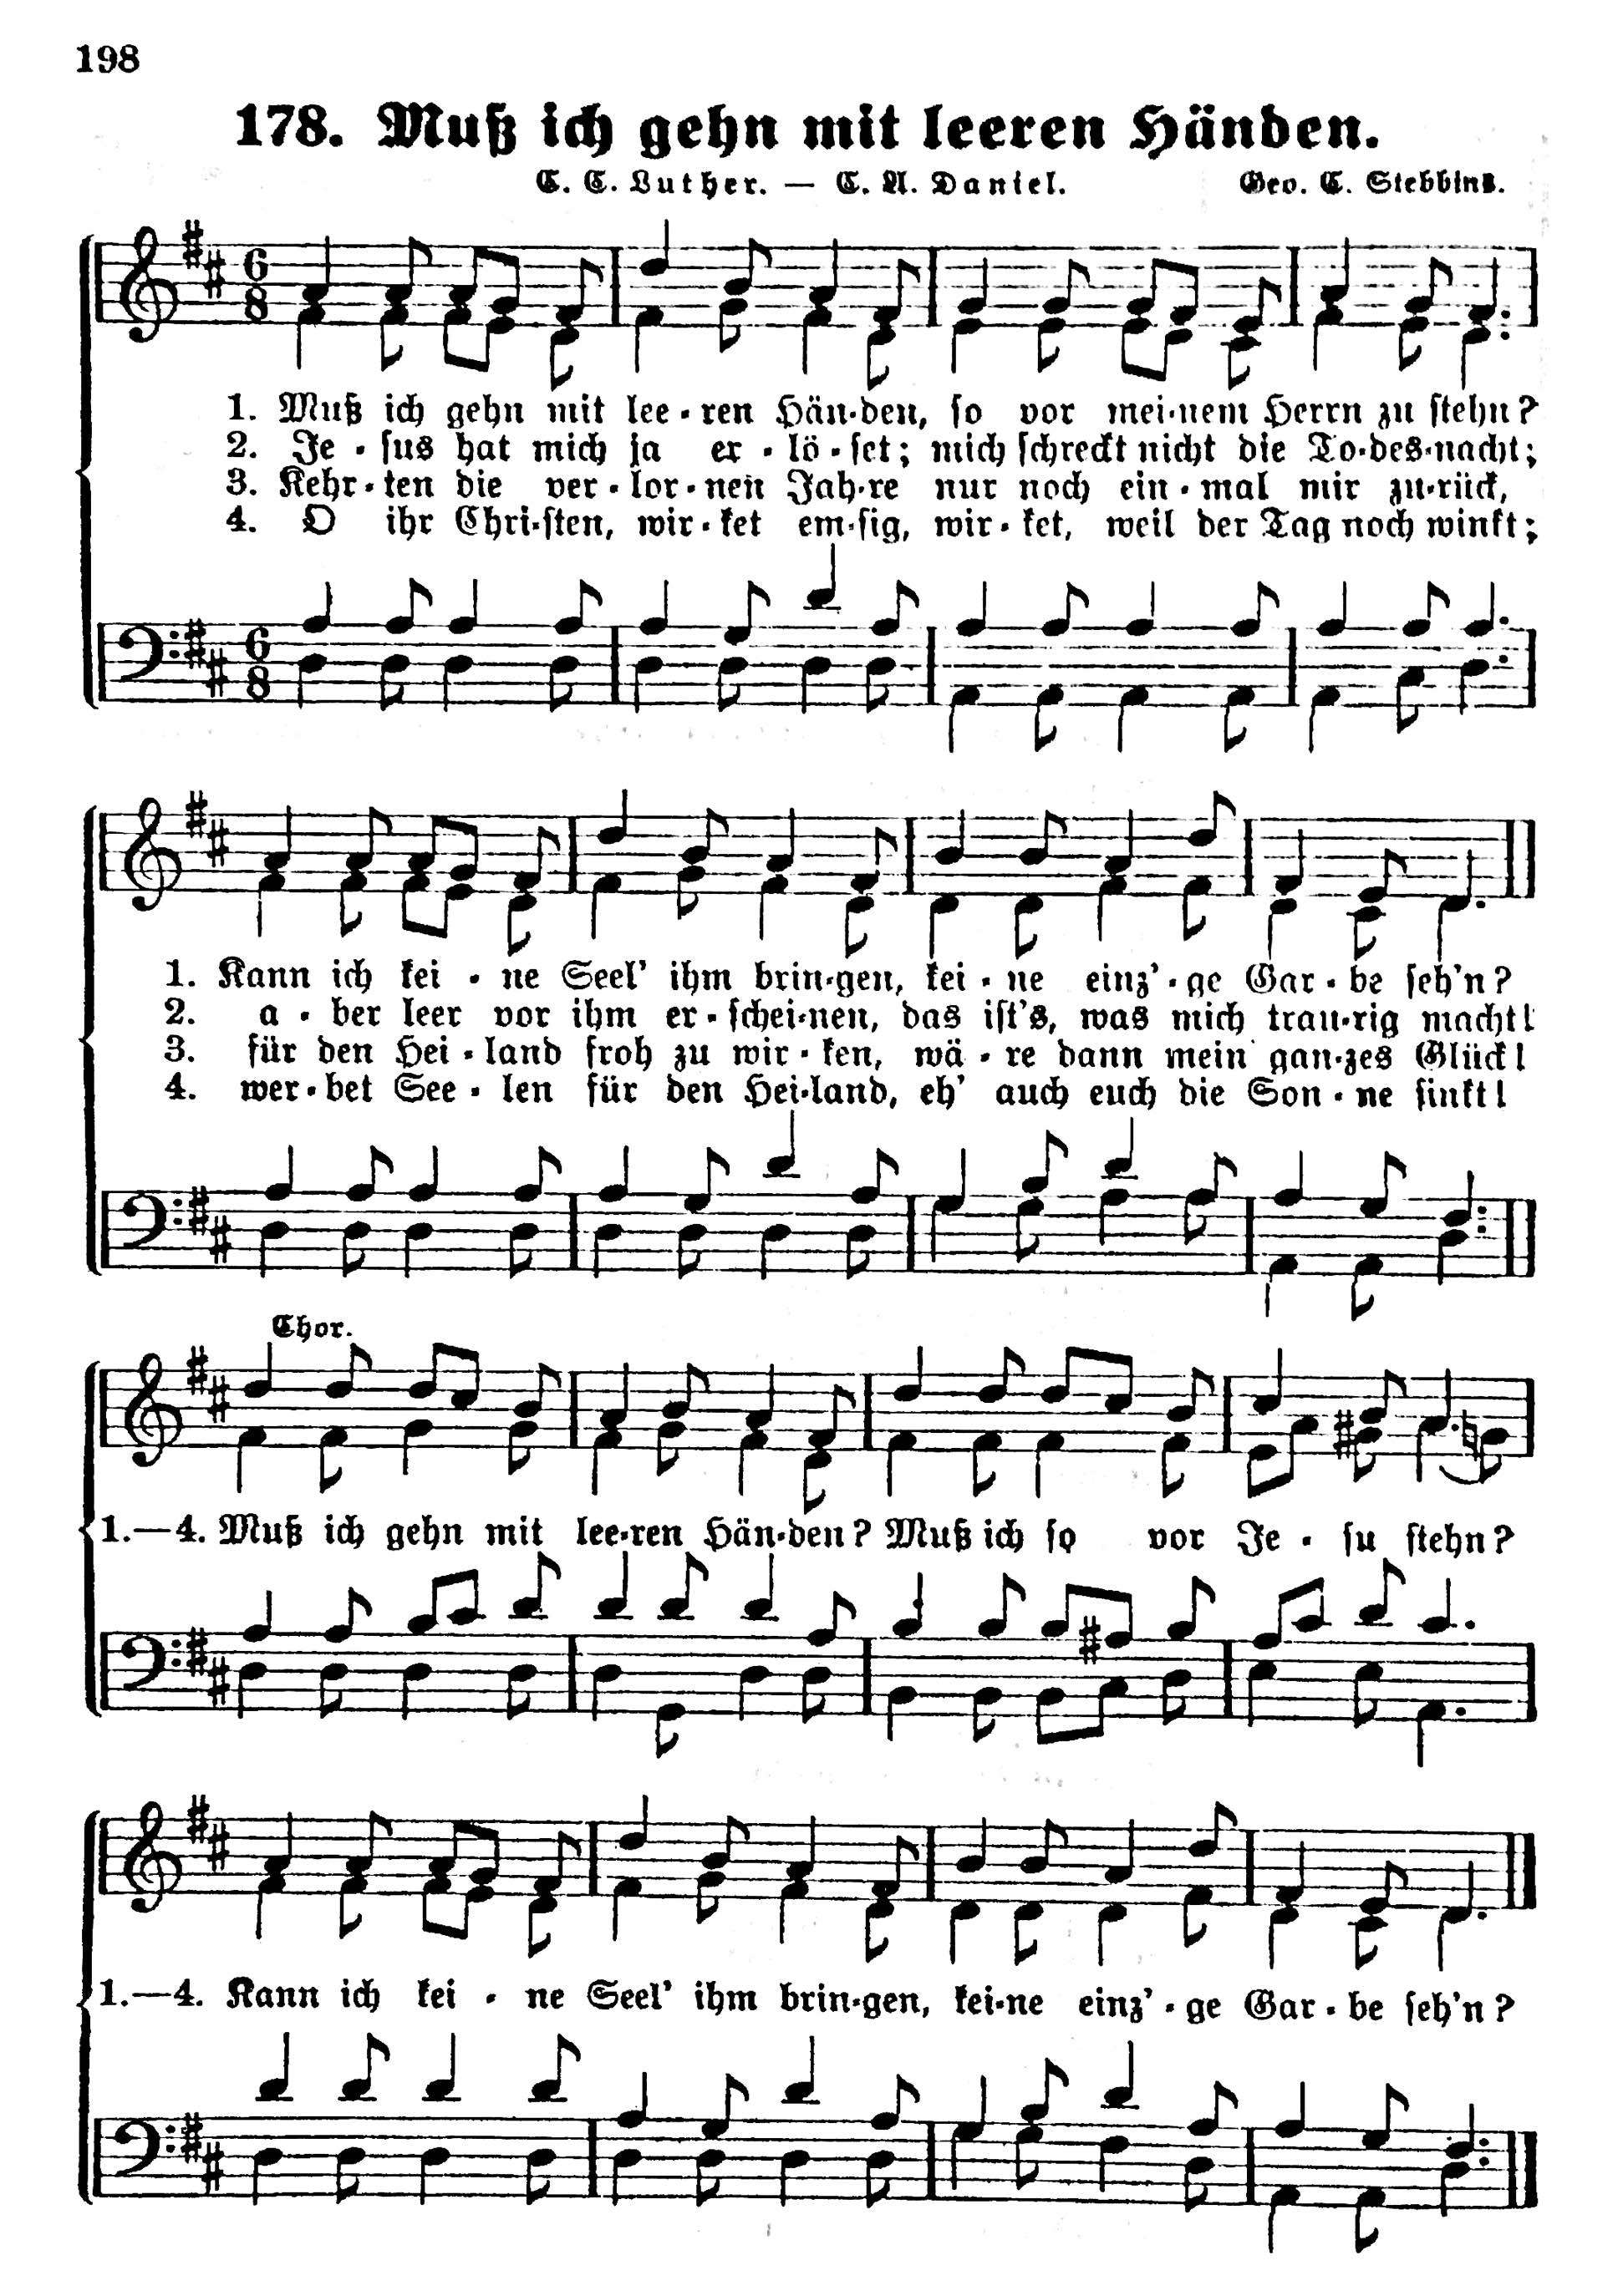 198
178. Muß ich gehn mit leeren Händen.
C. C. Luther. — C. A. Daniel. Geo. C. Stebbins.
6 8
1. Muß ich gehn mit lee-ren Hän-den, so vor mei-nem Herrn zu stehn?
2. Je-sus hat mich ja er-lö-set; mich schreckt nicht die To-des-nacht;
3. Kehr-ten die ver-lor-nen Jah-re nur noch ein-mal mir zu-rück,
4. O ihr Chri-sten, wir-ket em-sig, wir-ket, weil der Tag noch winkt;
6 8
1. Kann ich kei-ne Seel' ihm brin-gen, kei-ne einz'-ge Gar-be seh'n?
2. a-ber leer vor ihm er-schei-nen, das ist's, was mich trau-rig macht!
3. für den Hei-land froh zu wir-ken, wä-re dann mein gan-zes Glück!
4. wer-bet See-len für den Hei-land, eh' auch euch die Son-ne sinkt!
Chor.
1.—4. Muß ich gehn mit lee-ren Hän-den? Muß ich so vor Je-su stehn?
1.—4. Kann ich kei-ne Seel' ihm brin-gen, kei-ne einz'-ge Gar-be seh'n?